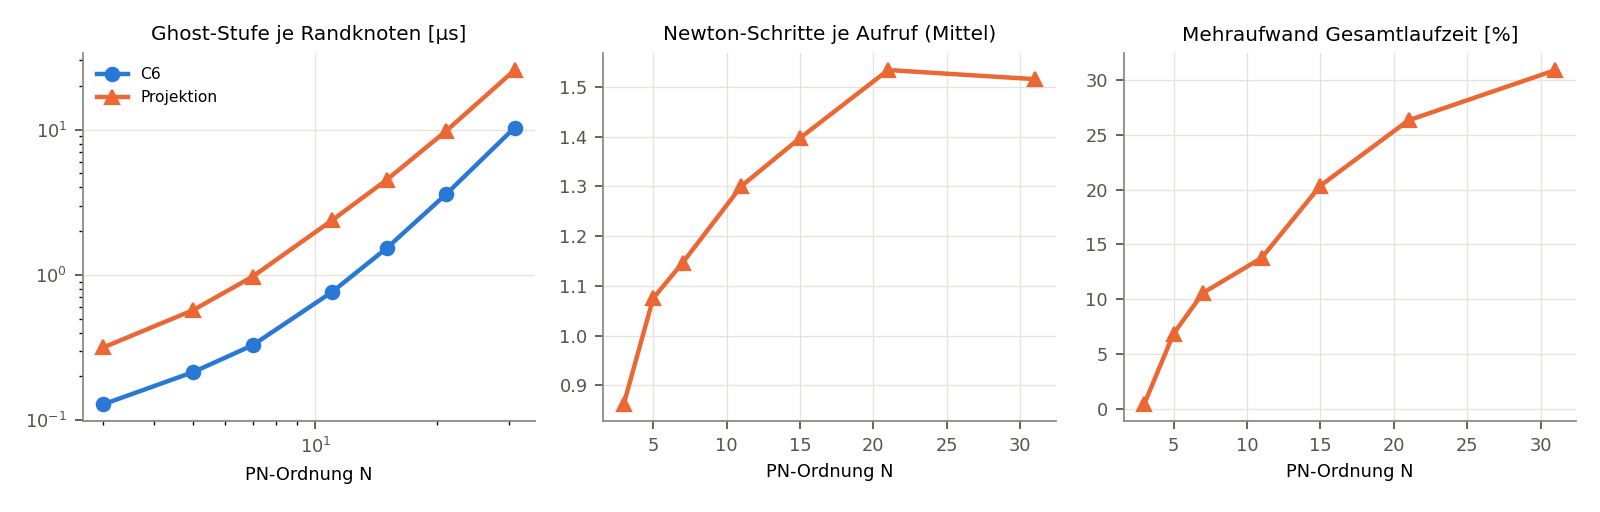 Ghost-Stufe je Randknoten [µs]
C6
Projektion
10¹
10⁰
10⁻¹
10¹
PN-Ordnung N
Newton-Schritte je Aufruf (Mittel)
1.5
1.4
1.3
1.2
1.1
1.0
0.9
5 10 15 20 25 30
PN-Ordnung N
Mehraufwand Gesamtlaufzeit [%]
30
25
20
15
10
5
0
5 10 15 20 25 30
PN-Ordnung N